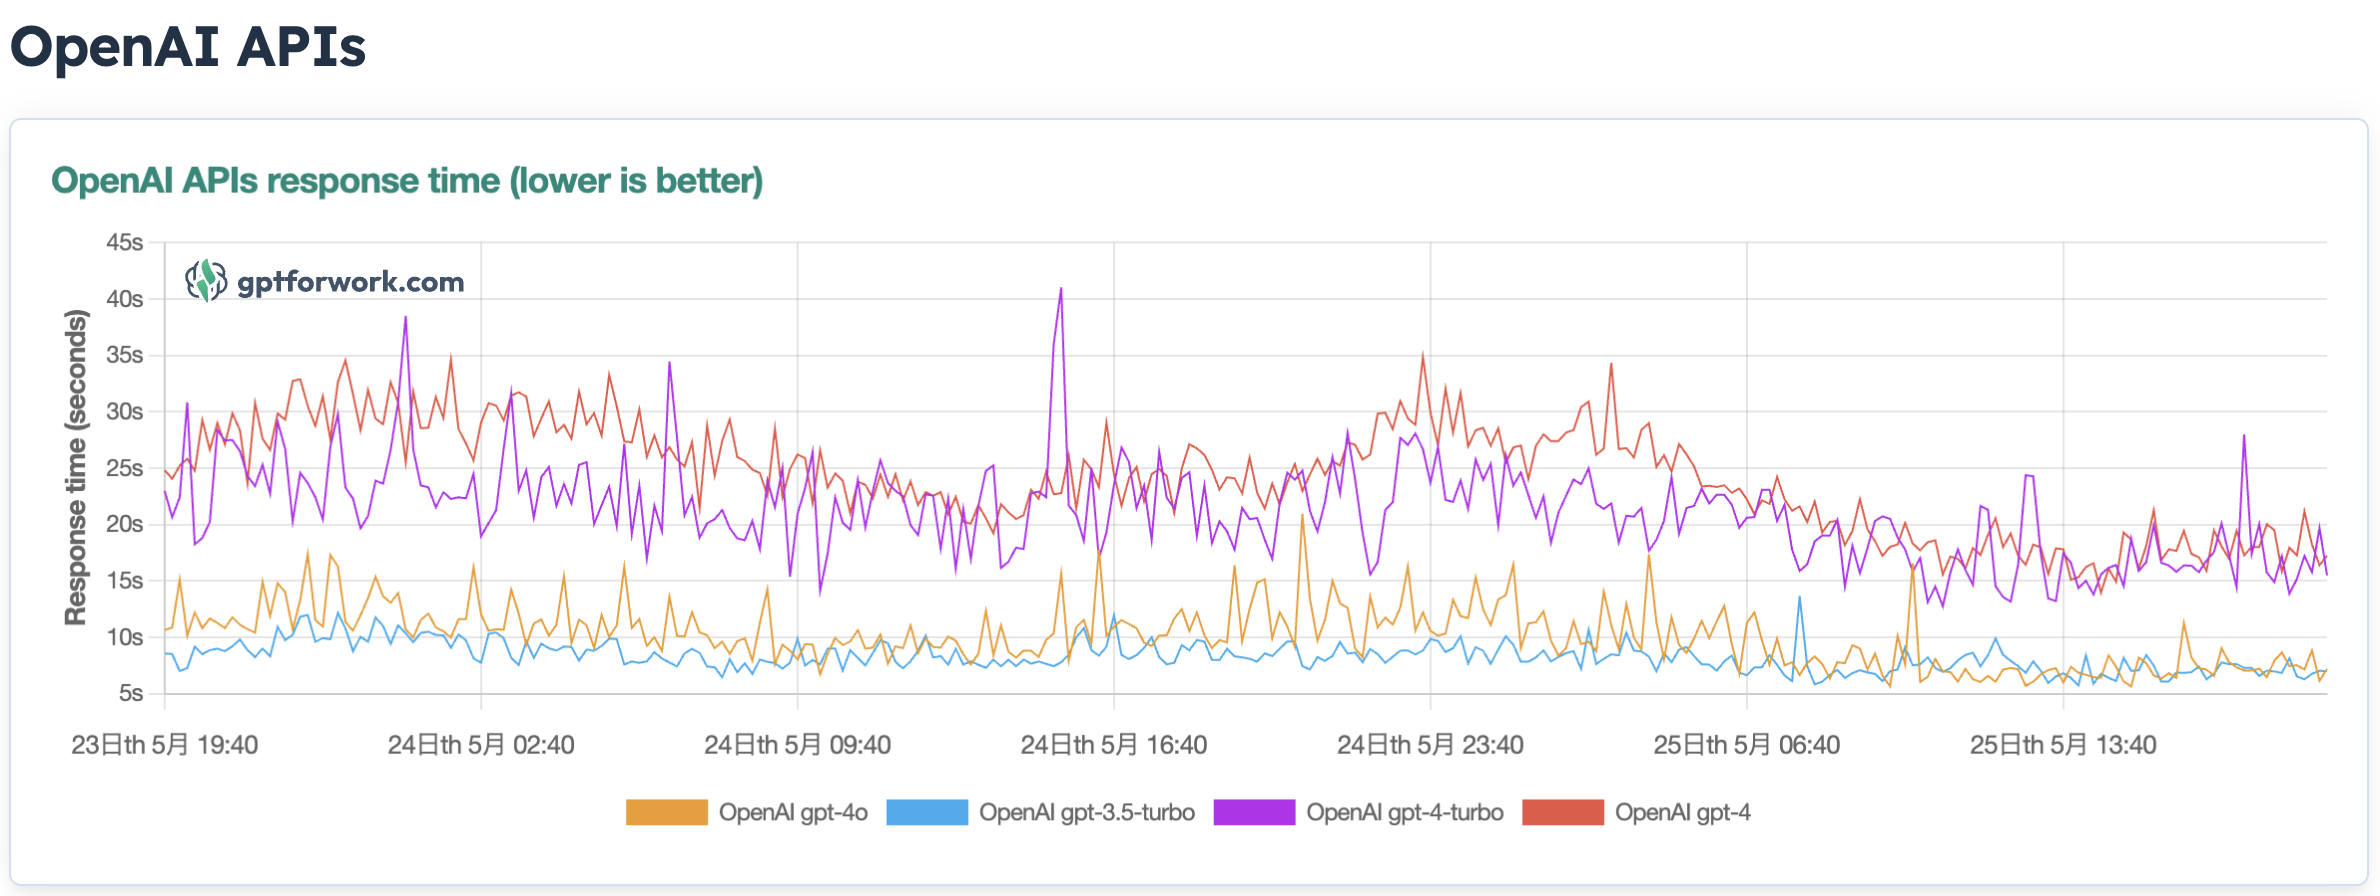 OpenAI APIs
OpenAI APIs response time (lower is better)
gptforwork.com
Response time (seconds)
45s
40s
35s
30s
25s
20s
15s
10s
5s
23日th 5月 19:40
24日th 5月 02:40
24日th 5月 09:40
24日th 5月 16:40
24日th 5月 23:40
25日th 5月 06:40
25日th 5月 13:40
OpenAI gpt-4o
OpenAI gpt-3.5-turbo
OpenAI gpt-4-turbo
OpenAI gpt-4